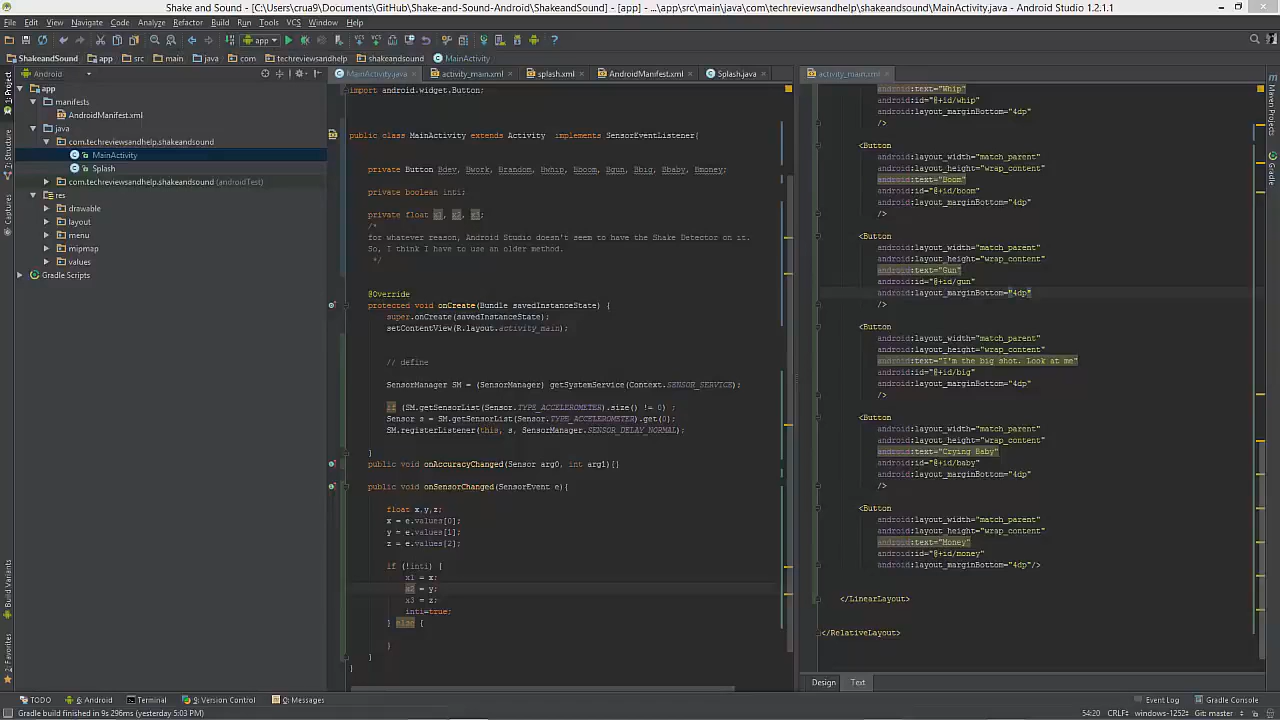 Shake and Sound - [C:\Users\crua9\Documents\GitHub\Shake-and-Sound-Android\ShakeandSound] - [app] - ...\app\src\main\java\com\techreviewsandhelp\shakeandsound\MainActivity.java - Android Studio 1.2.1.1
File Edit View Navigate Code Analyze Refactor Build Run Tools VCS Window Help
app
ShakeandSound app src main java com techreviewsandhelp shakeandsound MainActivity
Android
MainActivity.java activity_main.xml splash.xml AndroidManifest.xml Splash.java activity_main.xml
1: Project
7: Structure
Captures
Build Variants
2: Favorites
Maven Projects
Gradle
app
manifests
AndroidManifest.xml
java
com.techreviewsandhelp.shakeandsound
MainActivity
Splash
com.techreviewsandhelp.shakeandsound (androidTest)
res
drawable
layout
menu
mipmap
values
Gradle Scripts
import android.widget.Button;
public class MainActivity extends Activity  implements SensorEventListener{
private Button Bdev, Bwork, Brandom, Bwhip, Bboom, Bgun, Bbig, Bbaby, Bmoney;
private boolean inti;
private float x1, x2, x3;
/*
for whatever reason, Android Studio doesn't seem to have the Shake Detector on it.
So, I think I have to use an older method.
*/
@Override
protected void onCreate(Bundle savedInstanceState) {
super.onCreate(savedInstanceState);
setContentView(R.layout.activity_main);
// define
SensorManager SM = (SensorManager) getSystemService(Context.SENSOR_SERVICE);
if (SM.getSensorList(Sensor.TYPE_ACCELEROMETER).size() != 0) ;
Sensor s = SM.getSensorList(Sensor.TYPE_ACCELEROMETER).get(0);
SM.registerListener(this, s, SensorManager.SENSOR_DELAY_NORMAL);
}
public void onAccuracyChanged(Sensor arg0, int arg1){}
public void onSensorChanged(SensorEvent e){
float x,y,z;
x = e.values[0];
y = e.values[1];
z = e.values[2];
if (!inti) {
x1 = x;
x2 = y;
x3 = z;
inti=true;
} else {
}
}
}
android:text="Whip"
android:id="@+id/whip"
android:layout_marginBottom="4dp"
/>
<Button
android:layout_width="match_parent"
android:layout_height="wrap_content"
android:text="Boom"
android:id="@+id/boom"
android:layout_marginBottom="4dp"
/>
<Button
android:layout_width="match_parent"
android:layout_height="wrap_content"
android:text="Gun"
android:id="@+id/gun"
android:layout_marginBottom="4dp"
/>
<Button
android:layout_width="match_parent"
android:layout_height="wrap_content"
android:text="I'm the big shot. Look at me"
android:id="@+id/big"
android:layout_marginBottom="4dp"
/>
<Button
android:layout_width="match_parent"
android:layout_height="wrap_content"
android:text="Crying Baby"
android:id="@+id/baby"
android:layout_marginBottom="4dp"
/>
<Button
android:layout_width="match_parent"
android:layout_height="wrap_content"
android:text="Money"
android:id="@+id/money"
android:layout_marginBottom="4dp"/>
</LinearLayout>
</RelativeLayout>
Design Text
TODO 6: Android Terminal 9: Version Control 0: Messages Event Log Gradle Console
Gradle build finished in 9s 296ms (yesterday 5:03 PM) 54:20 CRLF÷ windows-1252÷ Git: master÷